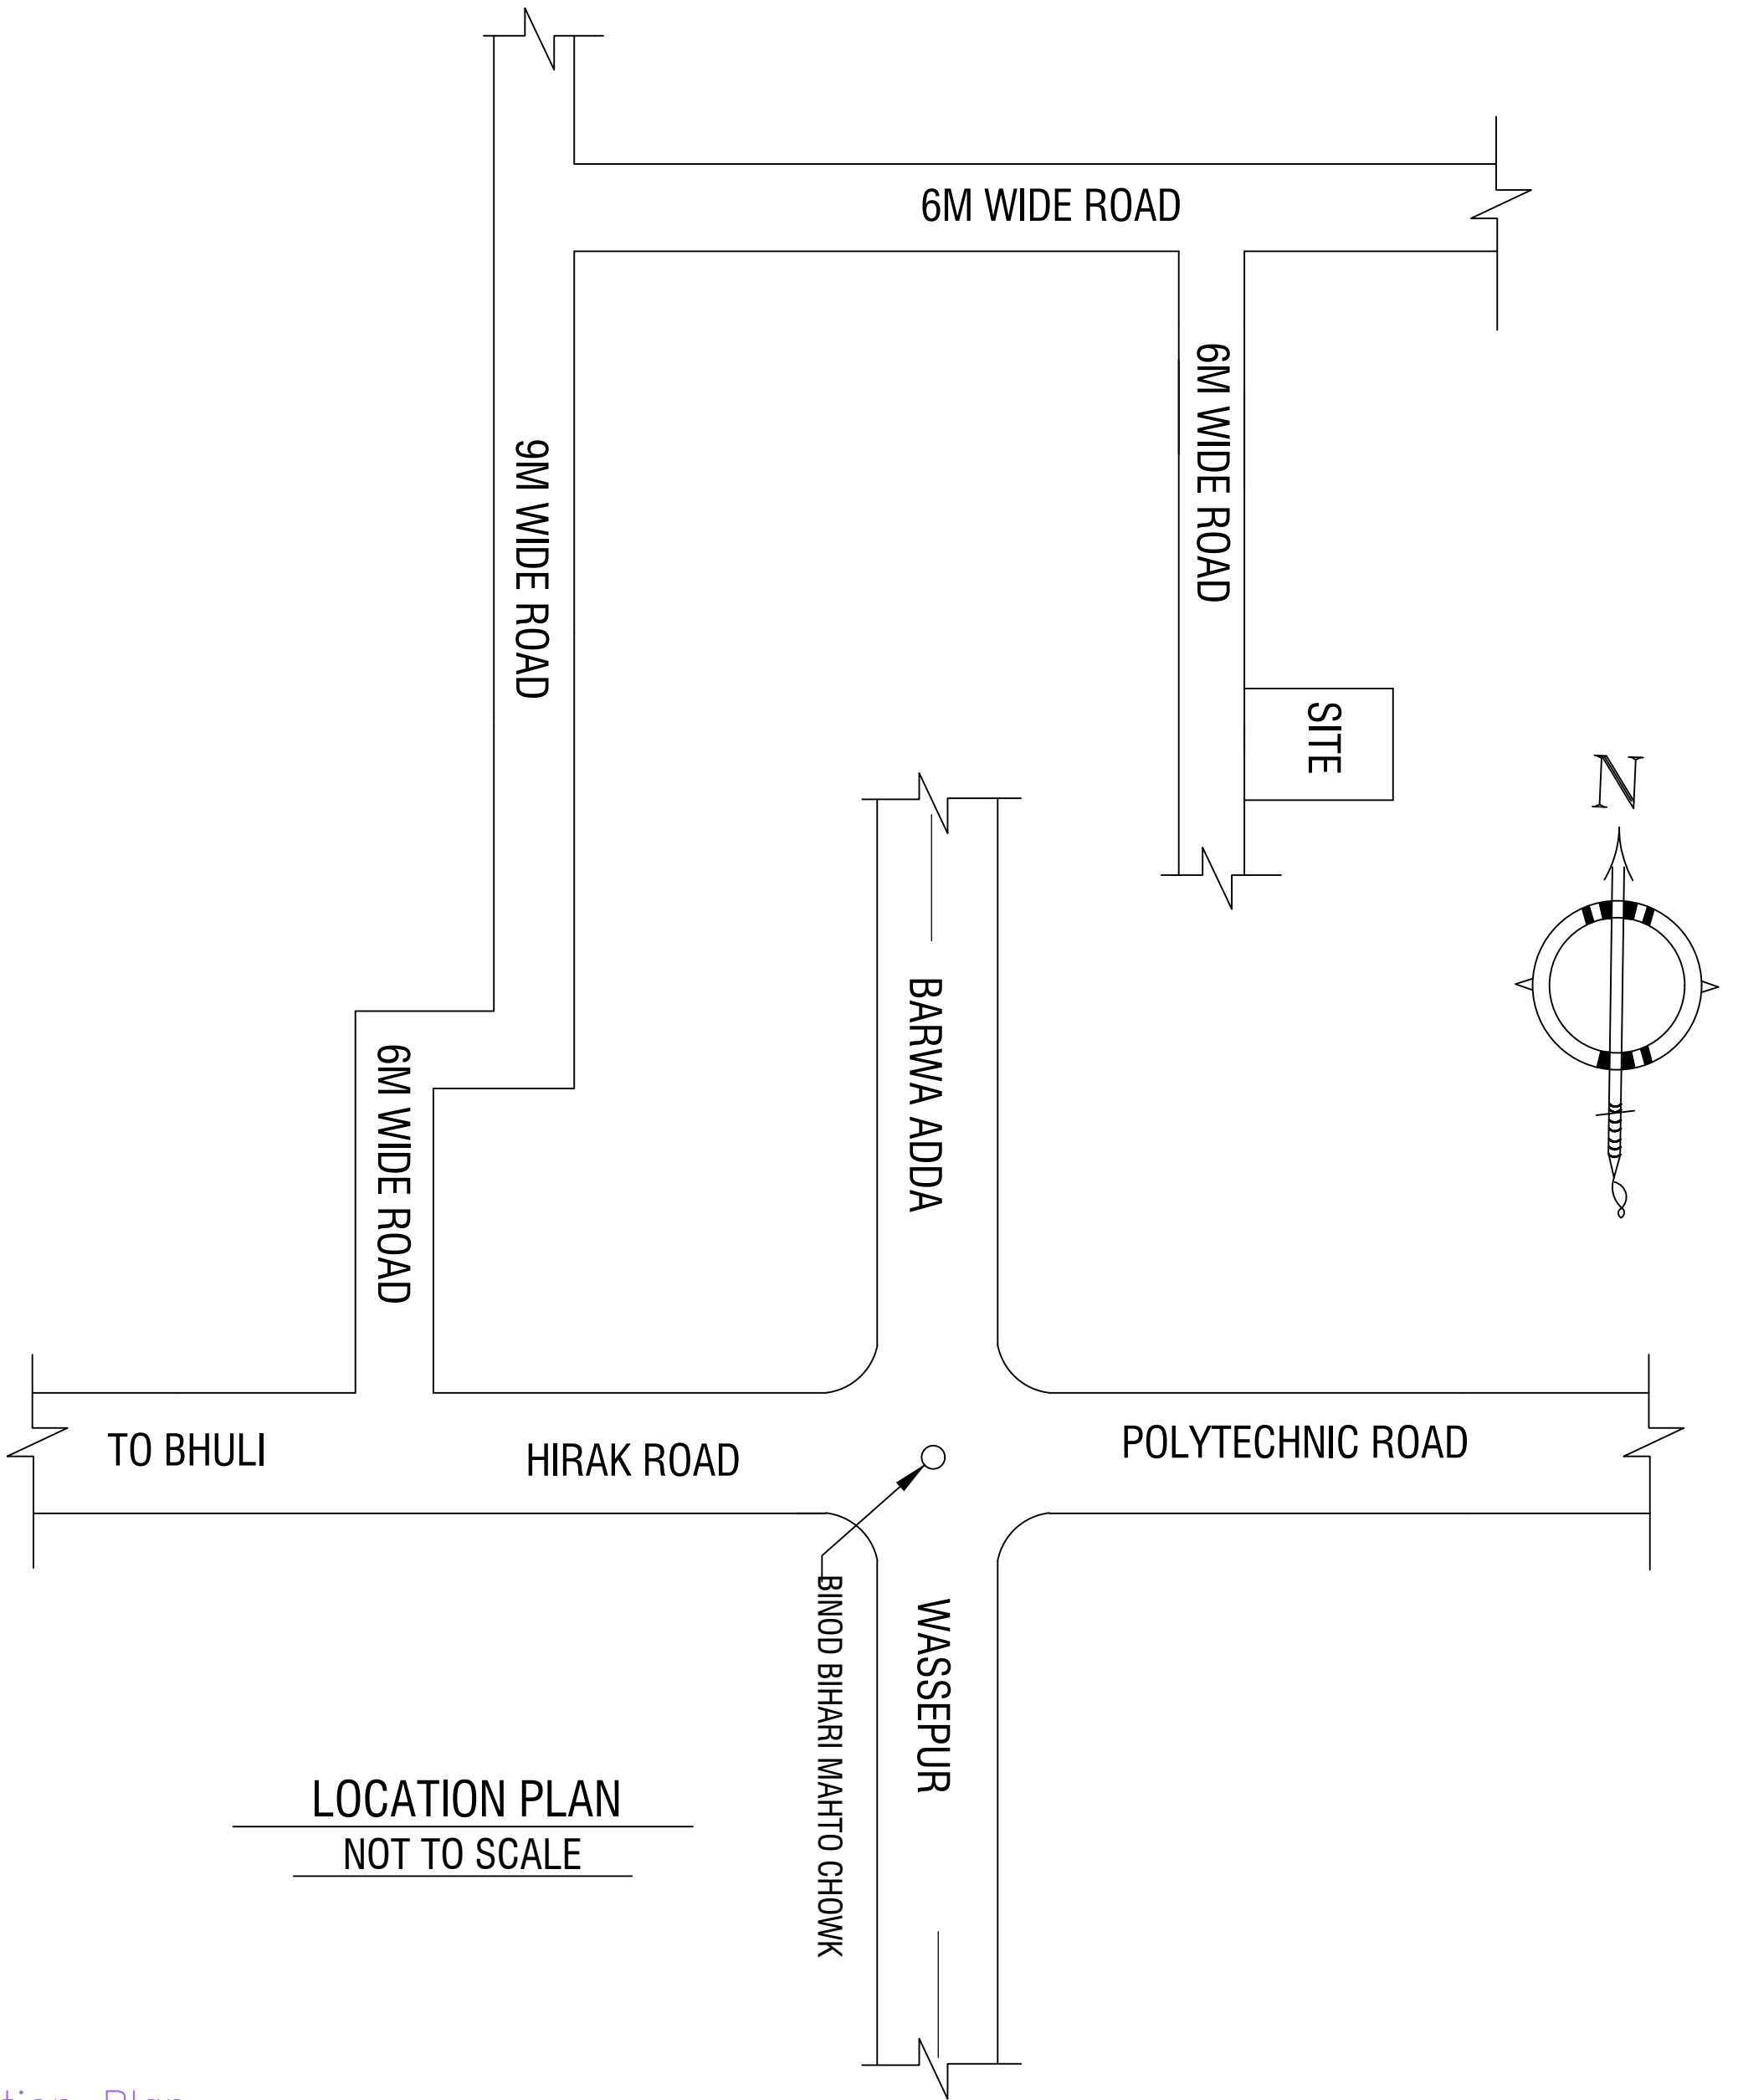 6M WIDE ROAD
6M WIDE ROAD
9M WIDE ROAD
SITE
N
BARWA ADDA
6M WIDE ROAD
TO BHULI
HIRAK ROAD
POLYTECHNIC ROAD
BINOD BIHARI MAHTO CHOWK
WASSEPUR
LOCATION PLAN
NOT TO SCALE
Plan